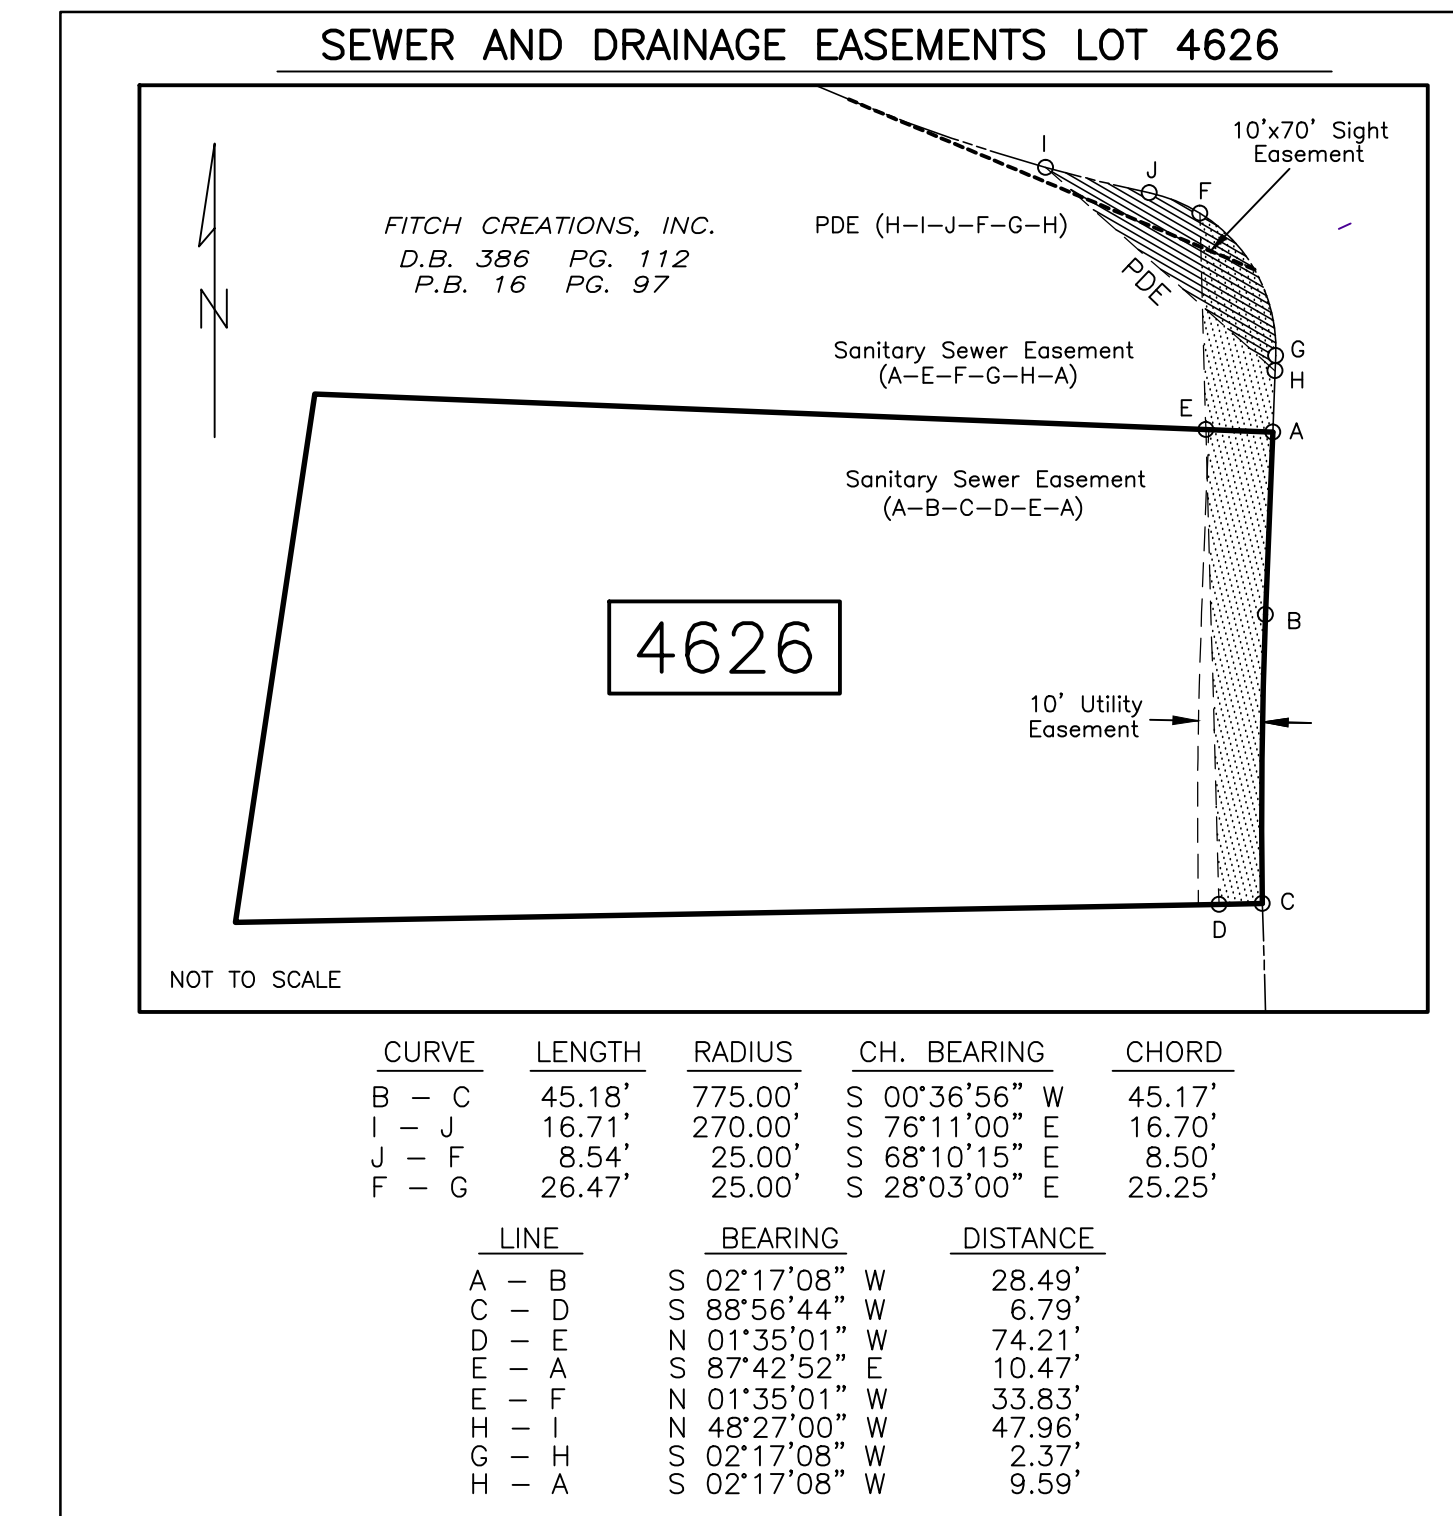 SEWER AND DRAINAGE EASEMENTS LOT 4626
I
J
F
10'x70' Sight
Easement
FITCH CREATIONS, INC.
D.B. 386 PG. 112
P.B. 16 PG. 97
PDE (H-I-J-F-G-H)
PDE
N
Sanitary Sewer Easement
(A-E-F-G-H-A)
G
H
E
A
Sanitary Sewer Easement
(A-B-C-D-E-A)
4626
B
10' Utility
Easement
C
D
NOT TO SCALE
CURVE LENGTH RADIUS CH. BEARING CHORD
B - C 45.18' 775.00' S 00°36'56" W 45.17'
I - J 16.71' 270.00' S 76°11'00" E 16.70'
J - F 8.54' 25.00' S 68°10'15" E 8.50'
F - G 26.47' 25.00' S 28°03'00" E 25.25'
LINE BEARING DISTANCE
A - B S 02°17'08" W 28.49'
C - D S 88°56'44" W 6.79'
D - E N 01°35'01" W 74.21'
E - A S 87°42'52" E 10.47'
E - F N 01°35'01" W 33.83'
H - I N 48°27'00" W 47.96'
G - H S 02°17'08" W 2.37'
H - A S 02°17'08" W 9.59'